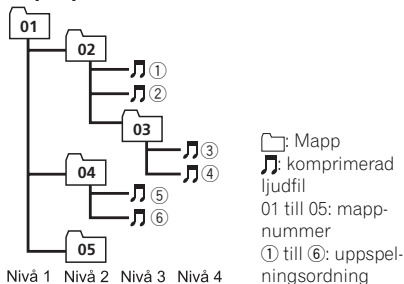 01
02
①
②
03
③
④
04
⑤
⑥
05
Nivå 1 Nivå 2 Nivå 3 Nivå 4
: Mapp
: komprimerad
ljudfil
01 till 05: mapp-
nummer
① till ⑥: uppspel-
ningsordning